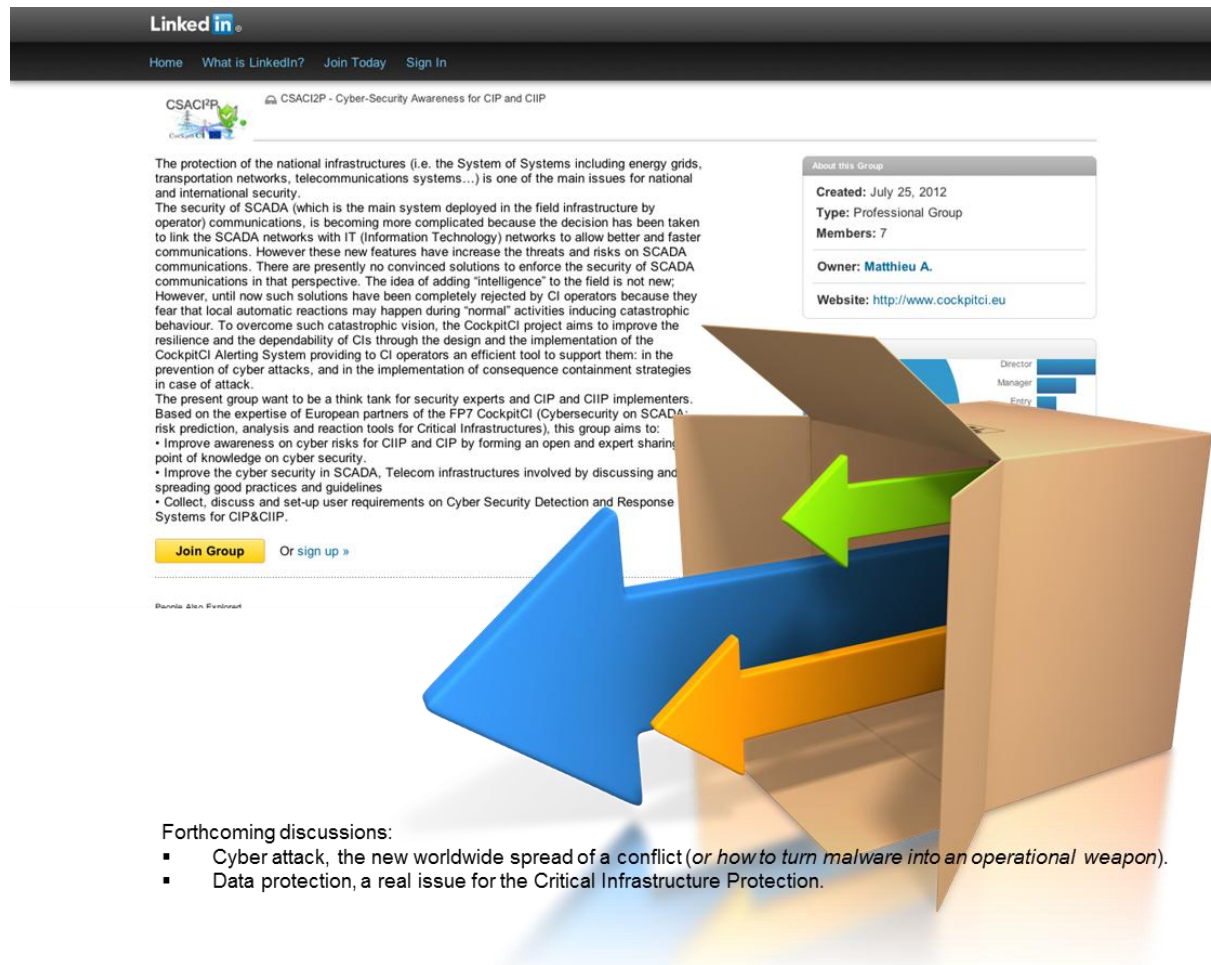 Linked in ®
Home What is LinkedIn? Join Today Sign In
CSACI²P
CockpitCI
CSACI2P - Cyber-Security Awareness for CIP and CIIP
The protection of the national infrastructures (i.e. the System of Systems including energy grids,
transportation networks, telecommunications systems…) is one of the main issues for national
and international security.
The security of SCADA (which is the main system deployed in the field infrastructure by
operator) communications, is becoming more complicated because the decision has been taken
to link the SCADA networks with IT (Information Technology) networks to allow better and faster
communications. However these new features have increase the threats and risks on SCADA
communications. There are presently no convinced solutions to enforce the security of SCADA
communications in that perspective. The idea of adding “intelligence” to the field is not new;
However, until now such solutions have been completely rejected by CI operators because they
fear that local automatic reactions may happen during “normal” activities inducing catastrophic
behaviour. To overcome such catastrophic vision, the CockpitCI project aims to improve the
resilience and the dependability of CIs through the design and the implementation of the
CockpitCI Alerting System providing to CI operators an efficient tool to support them: in the
prevention of cyber attacks, and in the implementation of consequence containment strategies
in case of attack.
The present group want to be a think tank for security experts and CIP and CIIP implementers.
Based on the expertise of European partners of the FP7 CockpitCI (Cybersecurity on SCADA:
risk prediction, analysis and reaction tools for Critical Infrastructures), this group aims to:
• Improve awareness on cyber risks for CIIP and CIP by forming an open and expert sharing
point of knowledge on cyber security.
• Improve the cyber security in SCADA, Telecom infrastructures involved by discussing and
spreading good practices and guidelines
• Collect, discuss and set-up user requirements on Cyber Security Detection and Response
Systems for CIP&CIIP.
Join Group Or sign up »
People Also Explored
About this Group
Created: July 25, 2012
Type: Professional Group
Members: 7
Owner: Matthieu A.
Website: http://www.cockpitci.eu
Director
Manager
Entry
Forthcoming discussions:
▪ Cyber attack, the new worldwide spread of a conflict (or how to turn malware into an operational weapon).
▪ Data protection, a real issue for the Critical Infrastructure Protection.